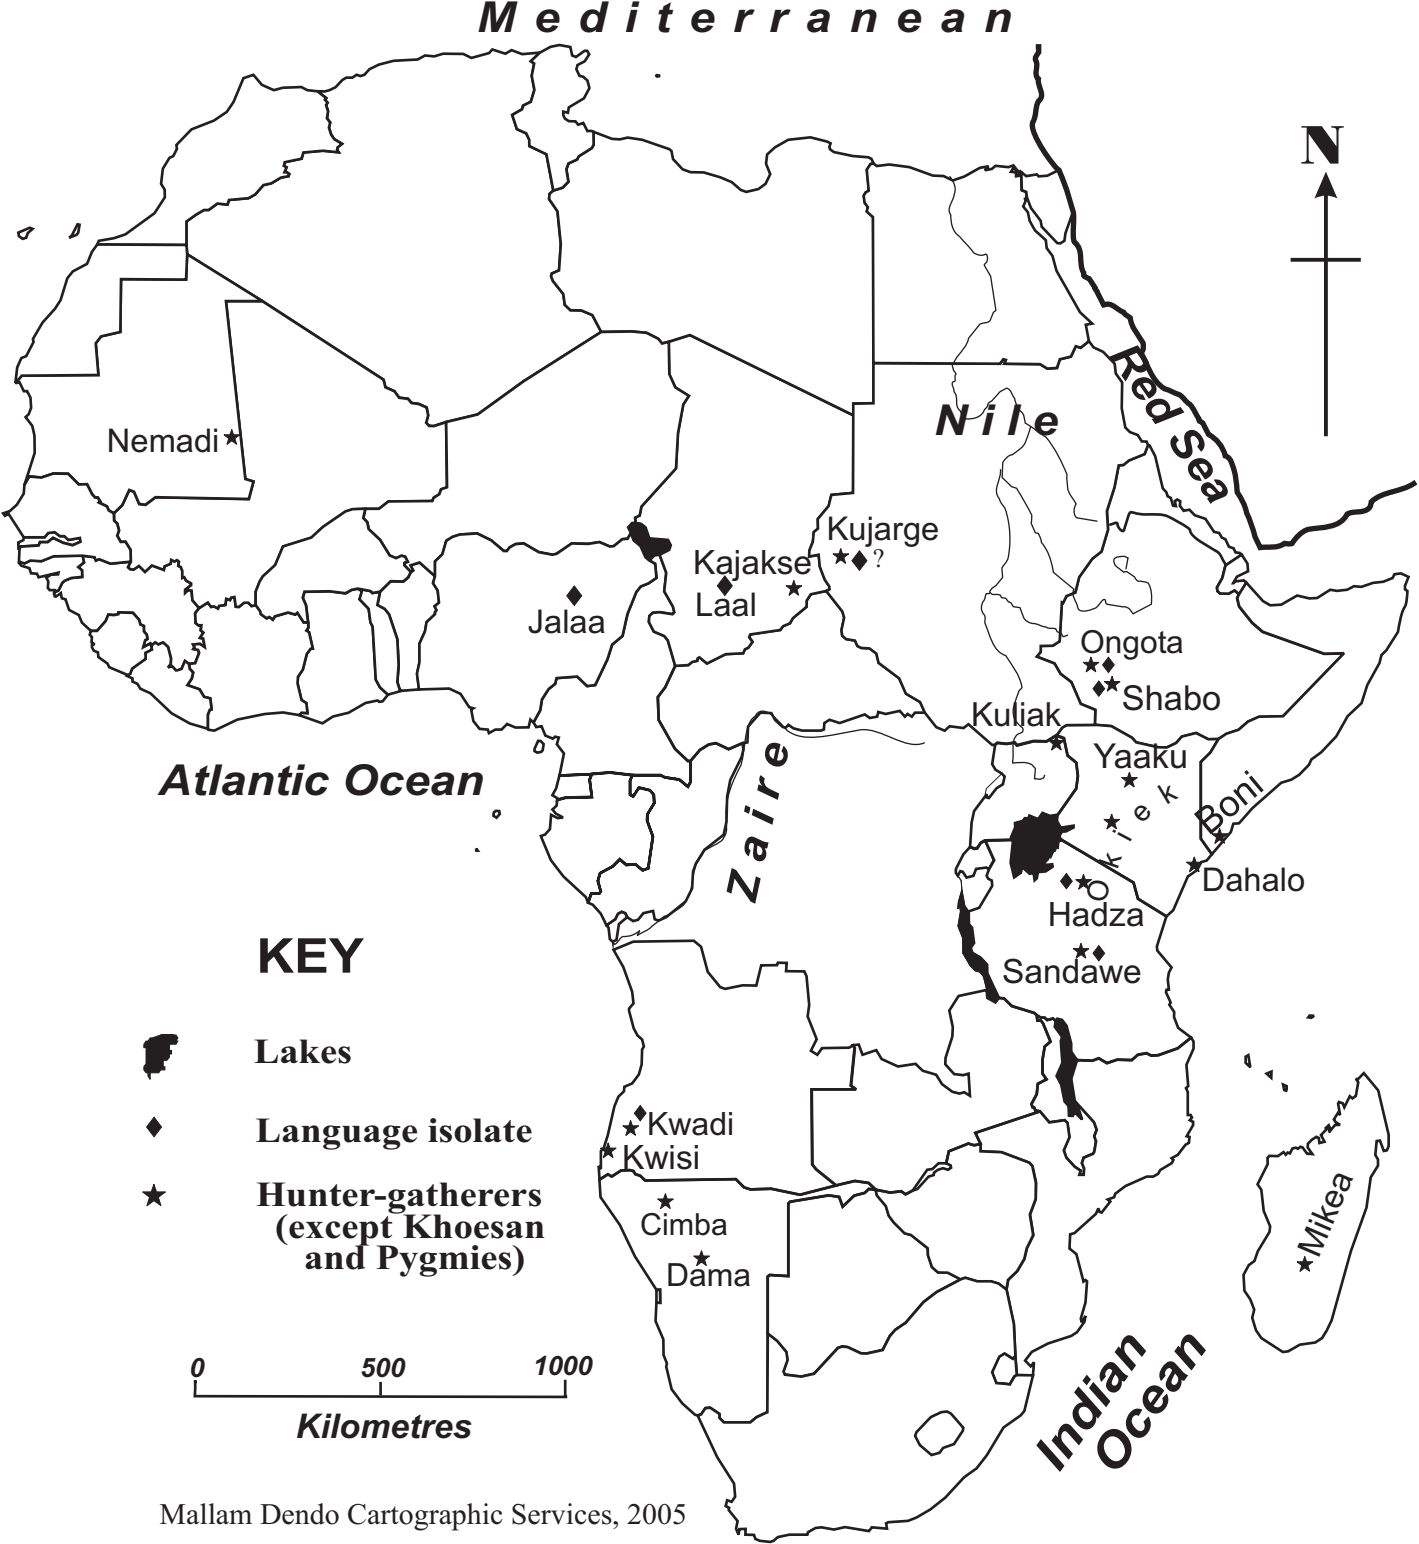 Mediterranean
N
Red Sea
Nile
Nemadi
Kujarge
?
Kajakse
Laal
Jalaa
Ongota
Shabo
Kuliak
Yaaku
Okiek
Boni
Dahalo
Atlantic Ocean
Zaire
Hadza
Sandawe
KEY
Lakes
Language isolate
Hunter-gatherers
(except Khoesan
and Pygmies)
Kwadi
Kwisi
Cimba
Dama
Mikea
Indian
Ocean
0 500 1000
Kilometres
Mallam Dendo Cartographic Services, 2005